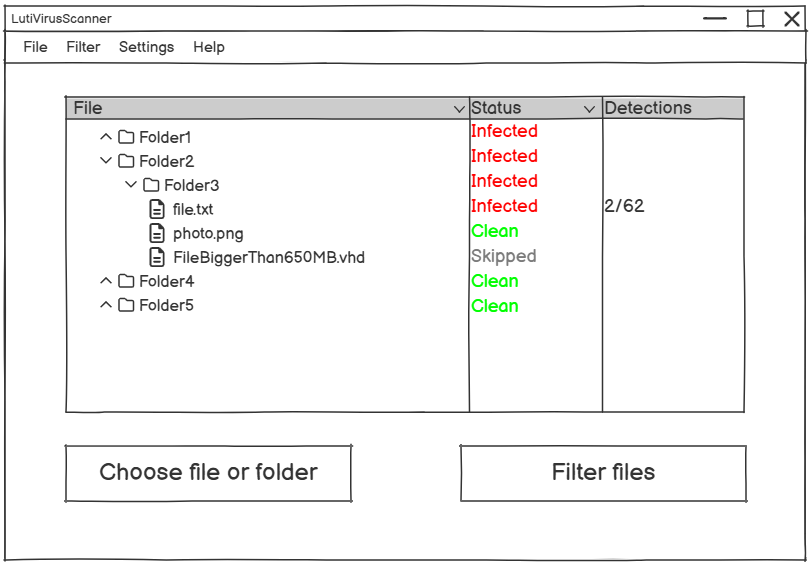 LutiVirusScanner
File Filter Settings Help
File Status Detections
Folder1 Infected
Folder2 Infected
Folder3 Infected
file.txt Infected 2/62
photo.png Clean
FileBiggerThan650MB.vhd Skipped
Folder4 Clean
Folder5 Clean
Choose file or folder Filter files